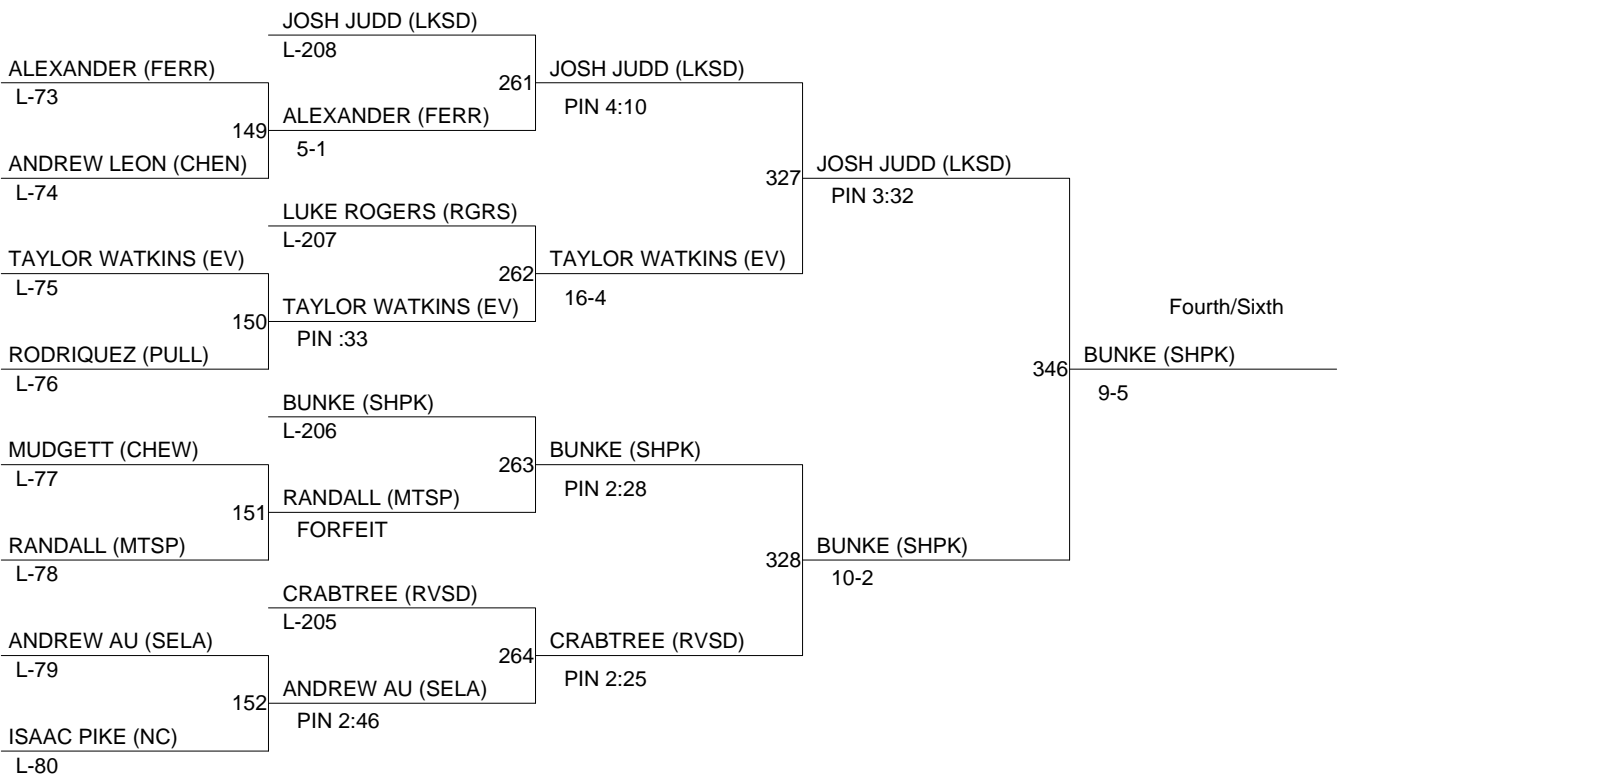 JOSH JUDD (LKSD)
L-208
ALEXANDER (FERR)
L-73
261
JOSH JUDD (LKSD)
PIN 4:10
149
ALEXANDER (FERR)
5-1
ANDREW LEON (CHEN)
L-74
327
JOSH JUDD (LKSD)
PIN 3:32
LUKE ROGERS (RGRS)
L-207
TAYLOR WATKINS (EV)
L-75
262
TAYLOR WATKINS (EV)
16-4
150
TAYLOR WATKINS (EV)
PIN :33
Fourth/Sixth
RODRIQUEZ (PULL)
L-76
346
BUNKE (SHPK)
9-5
BUNKE (SHPK)
L-206
MUDGETT (CHEW)
L-77
263
BUNKE (SHPK)
PIN 2:28
151
RANDALL (MTSP)
FORFEIT
RANDALL (MTSP)
L-78
328
BUNKE (SHPK)
10-2
CRABTREE (RVSD)
L-205
ANDREW AU (SELA)
L-79
264
CRABTREE (RVSD)
PIN 2:25
152
ANDREW AU (SELA)
PIN 2:46
ISAAC PIKE (NC)
L-80